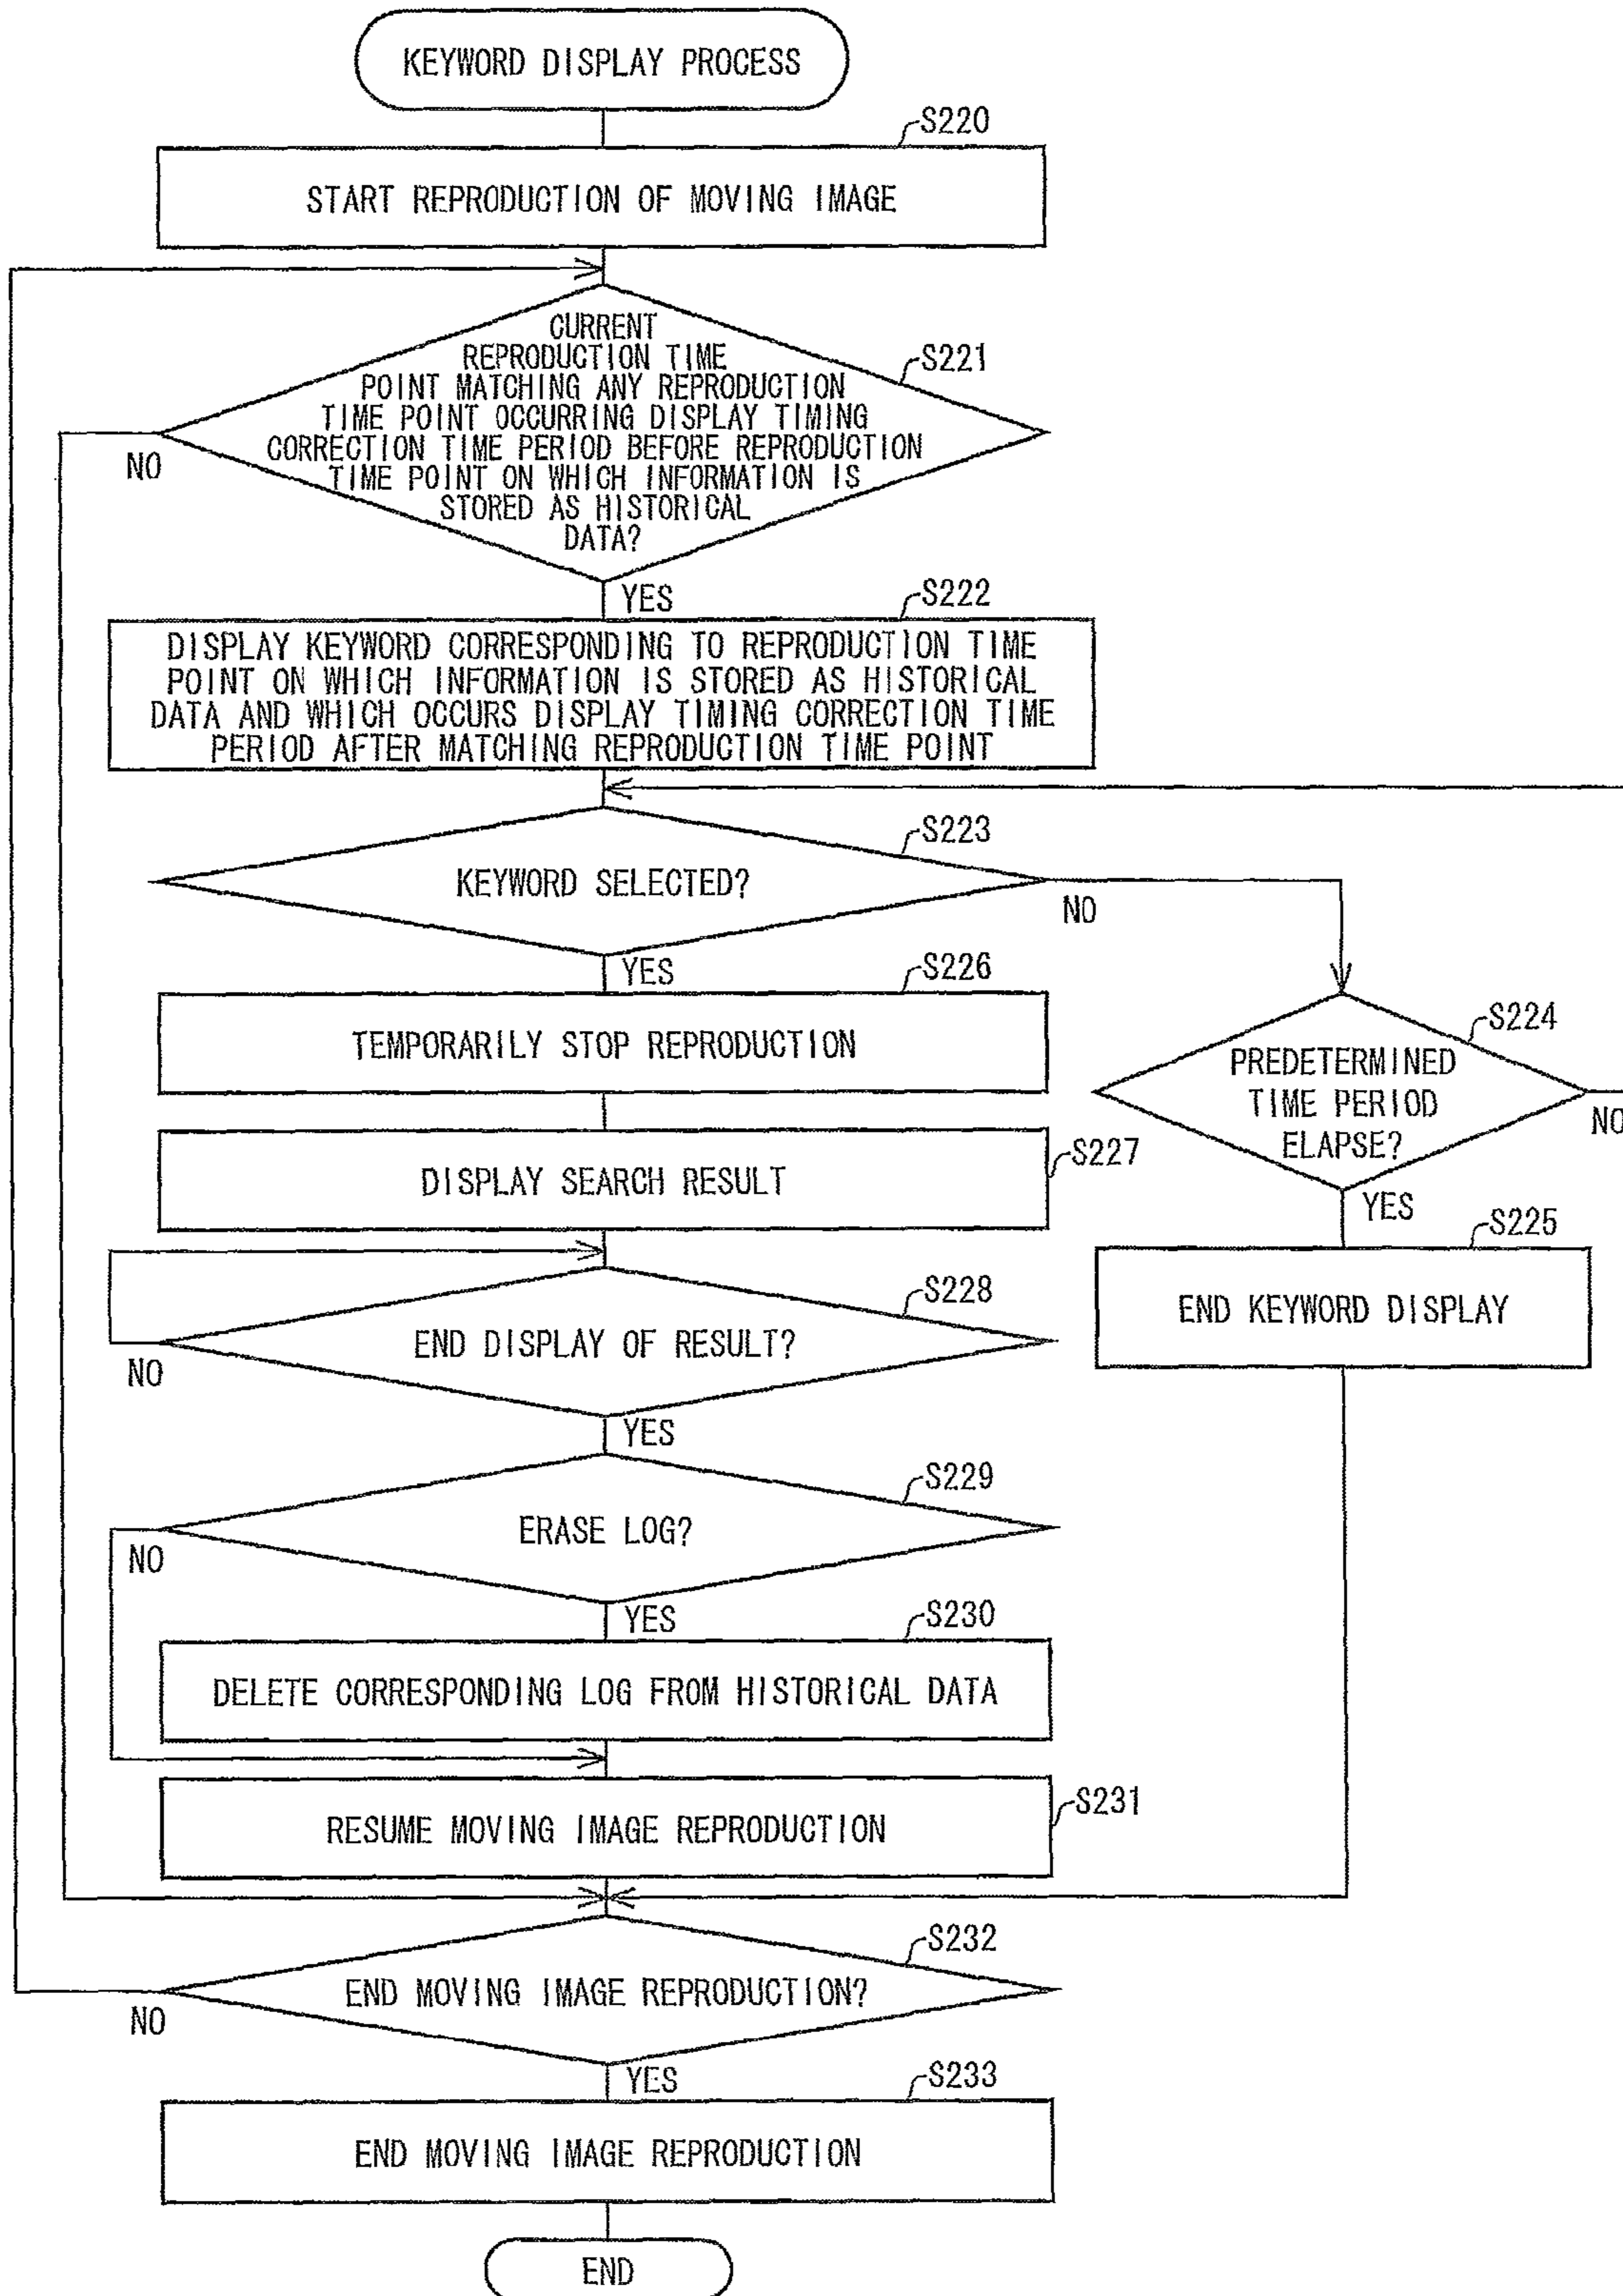 KEYWORD DISPLAY PROCESS
S220
START REPRODUCTION OF MOVING IMAGE
CURRENT
REPRODUCTION TIME
POINT MATCHING ANY REPRODUCTION
TIME POINT OCCURRING DISPLAY TIMING
CORRECTION TIME PERIOD BEFORE REPRODUCTION
TIME POINT ON WHICH INFORMATION IS
STORED AS HISTORICAL
DATA?
S221
NO
YES
S222
DISPLAY KEYWORD CORRESPONDING TO REPRODUCTION TIME
POINT ON WHICH INFORMATION IS STORED AS HISTORICAL
DATA AND WHICH OCCURS DISPLAY TIMING CORRECTION TIME
PERIOD AFTER MATCHING REPRODUCTION TIME POINT
S223
KEYWORD SELECTED?
NO
YES
S226
TEMPORARILY STOP REPRODUCTION
S224
PREDETERMINED
TIME PERIOD
ELAPSE?
NO
YES
S227
DISPLAY SEARCH RESULT
S225
END KEYWORD DISPLAY
S228
END DISPLAY OF RESULT?
NO
YES
S229
ERASE LOG?
NO
YES
S230
DELETE CORRESPONDING LOG FROM HISTORICAL DATA
S231
RESUME MOVING IMAGE REPRODUCTION
S232
END MOVING IMAGE REPRODUCTION?
NO
YES
S233
END MOVING IMAGE REPRODUCTION
END